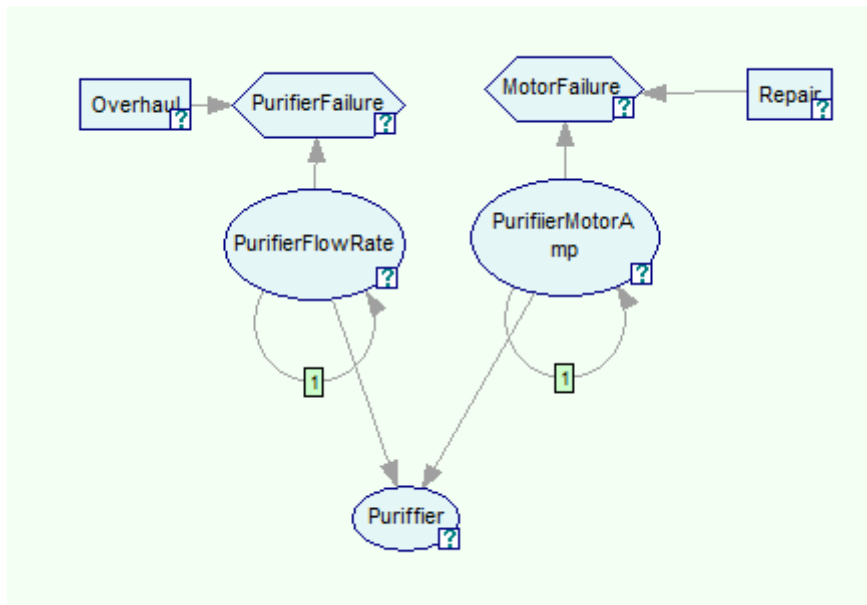 Overhaul
?
PurifierFailure
?
MotorFailure
?
Repair
?
PurifierFlowRate
?
PurifiierMotorA
mp
?
1
1
Puriffier
?